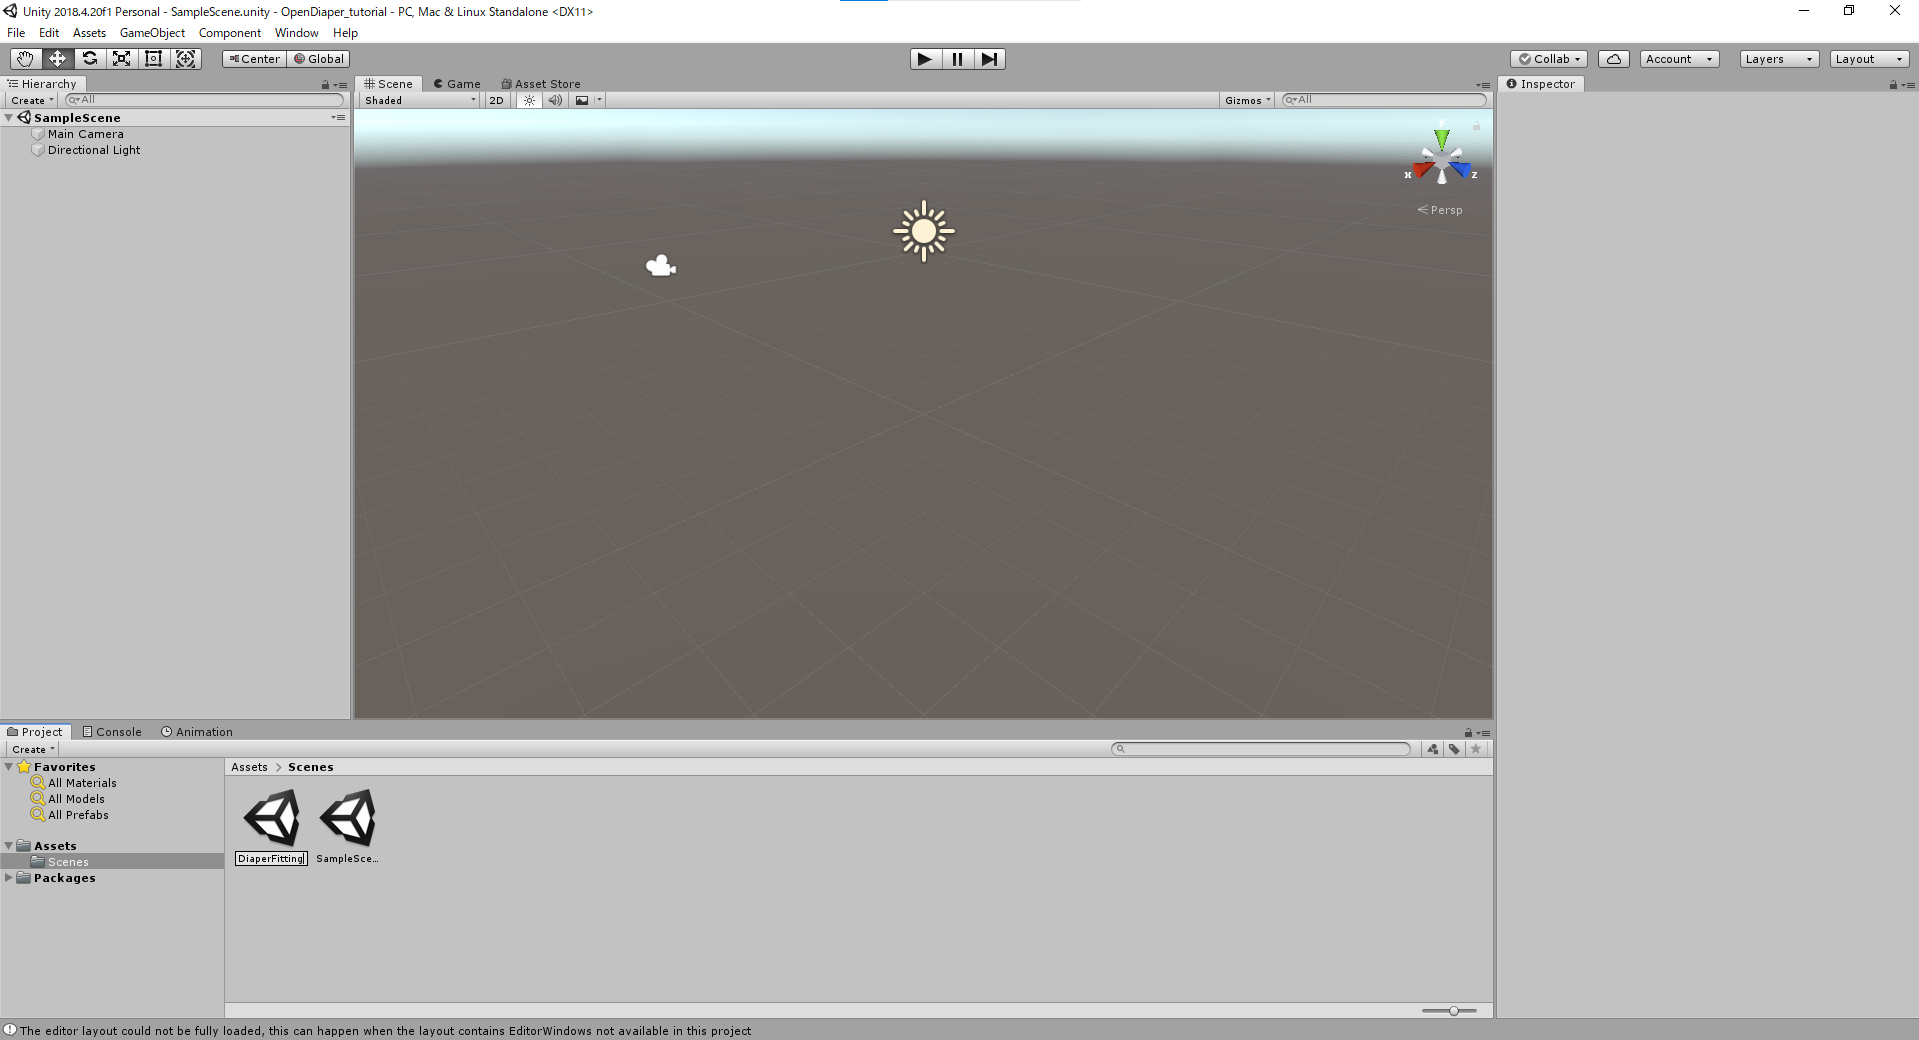 Unity 2018.4.20f1 Personal - SampleScene.unity - OpenDiaper_tutorial - PC, Mac & Linux Standalone <DX11>
File Edit Assets GameObject Component Window Help
Center Global Collab Account Layers Layout
Hierarchy
Create All
SampleScene
Main Camera
Directional Light
Scene Game Asset Store
Shaded 2D Gizmos All
y
x z
Persp
Inspector
Project Console Animation
Create
Favorites
All Materials
All Models
All Prefabs
Assets
Scenes
Packages
Assets > Scenes
DiaperFitting SampleSce...
The editor layout could not be fully loaded, this can happen when the layout contains EditorWindows not available in this project